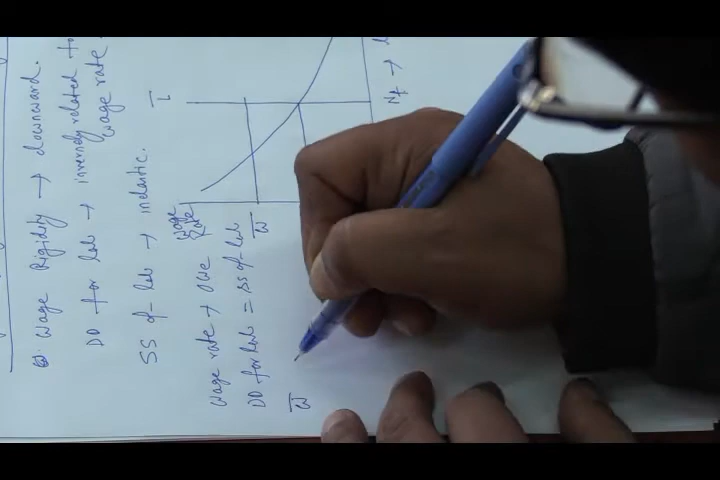 Wage Rigidity → downward.
DD for lab → inversely related to
wage rate.
SS of lab → inelastic.
Wage rate → owe
DD for lab = SS of lab
W̅
Wage
Rate
W̅
L̅
Nf →